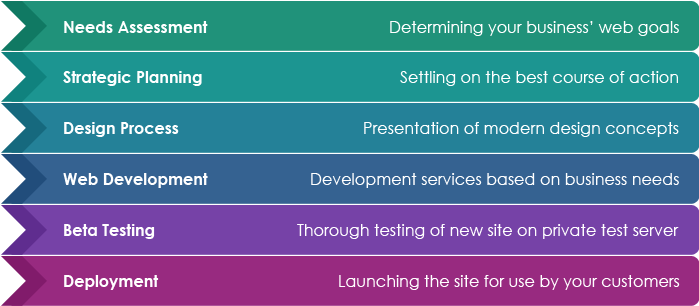 Needs Assessment Determining your business’ web goals
Strategic Planning Settling on the best course of action
Design Process Presentation of modern design concepts
Web Development Development services based on business needs
Beta Testing Thorough testing of new site on private test server
Deployment Launching the site for use by your customers